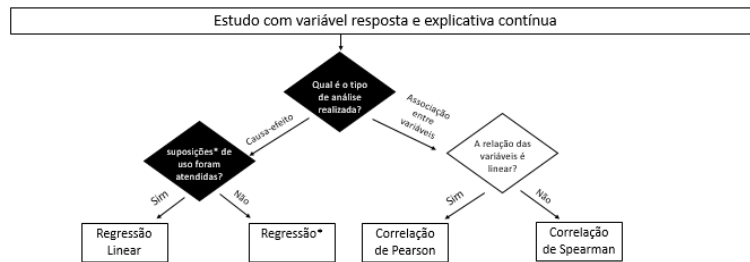 Estudo com variável resposta e explicativa contínua
Qual é o tipo
de análise
realizada?
Causa-efeito
Associação
entre
variáveis
suposições* de
uso foram
atendidas?
A relação das
variáveis é
linear?
Sim
Não
Sim
Não
Regressão
Linear
Regressão*
Correlação
de Pearson
Correlação
de Spearman